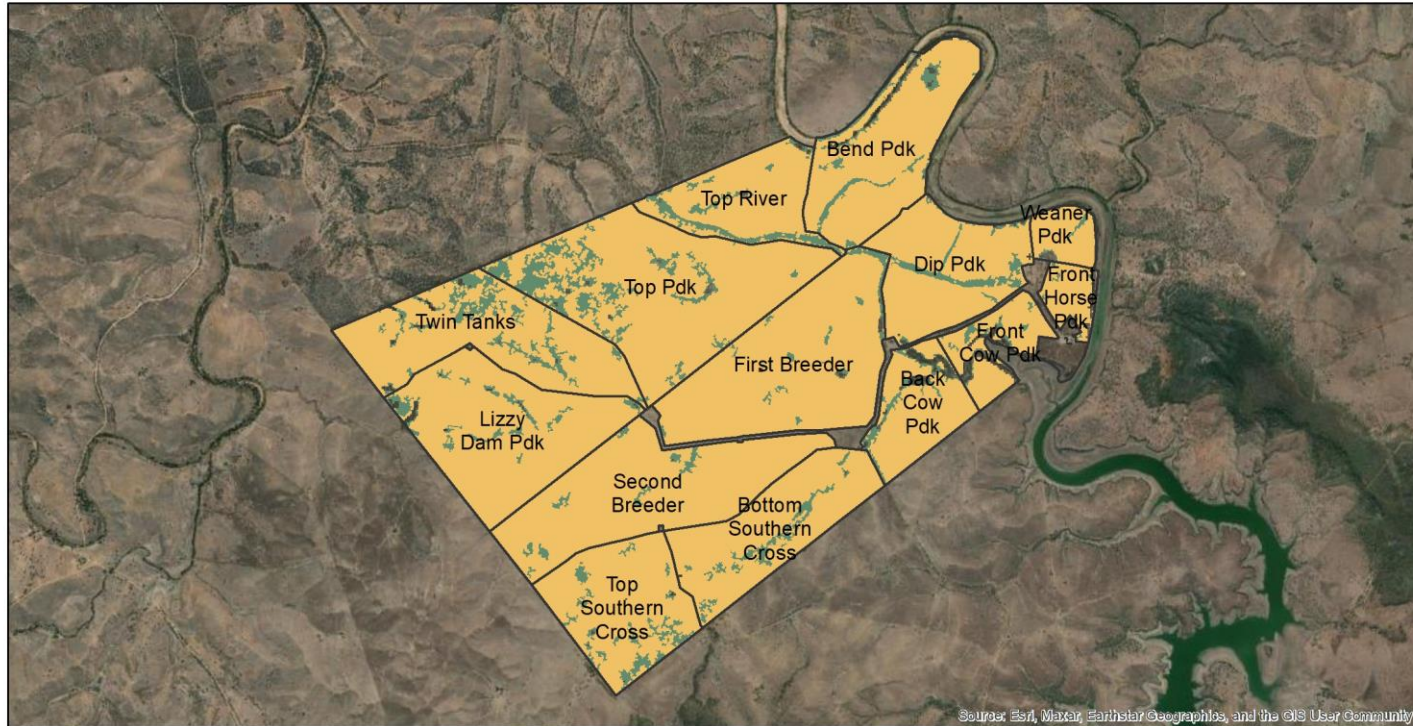 Bend Pdk
Top River
Weaner
Pdk
Dip Pdk
Front
Horse
Pdk
Top Pdk
Twin Tanks
Front
Cow Pdk
First Breeder
Back
Cow
Pdk
Lizzy
Dam Pdk
Second
Breeder
Bottom
Southern
Cross
Top
Southern
Cross
Source: Esri, Maxar, Earthstar Geographics, and the GIS User Community